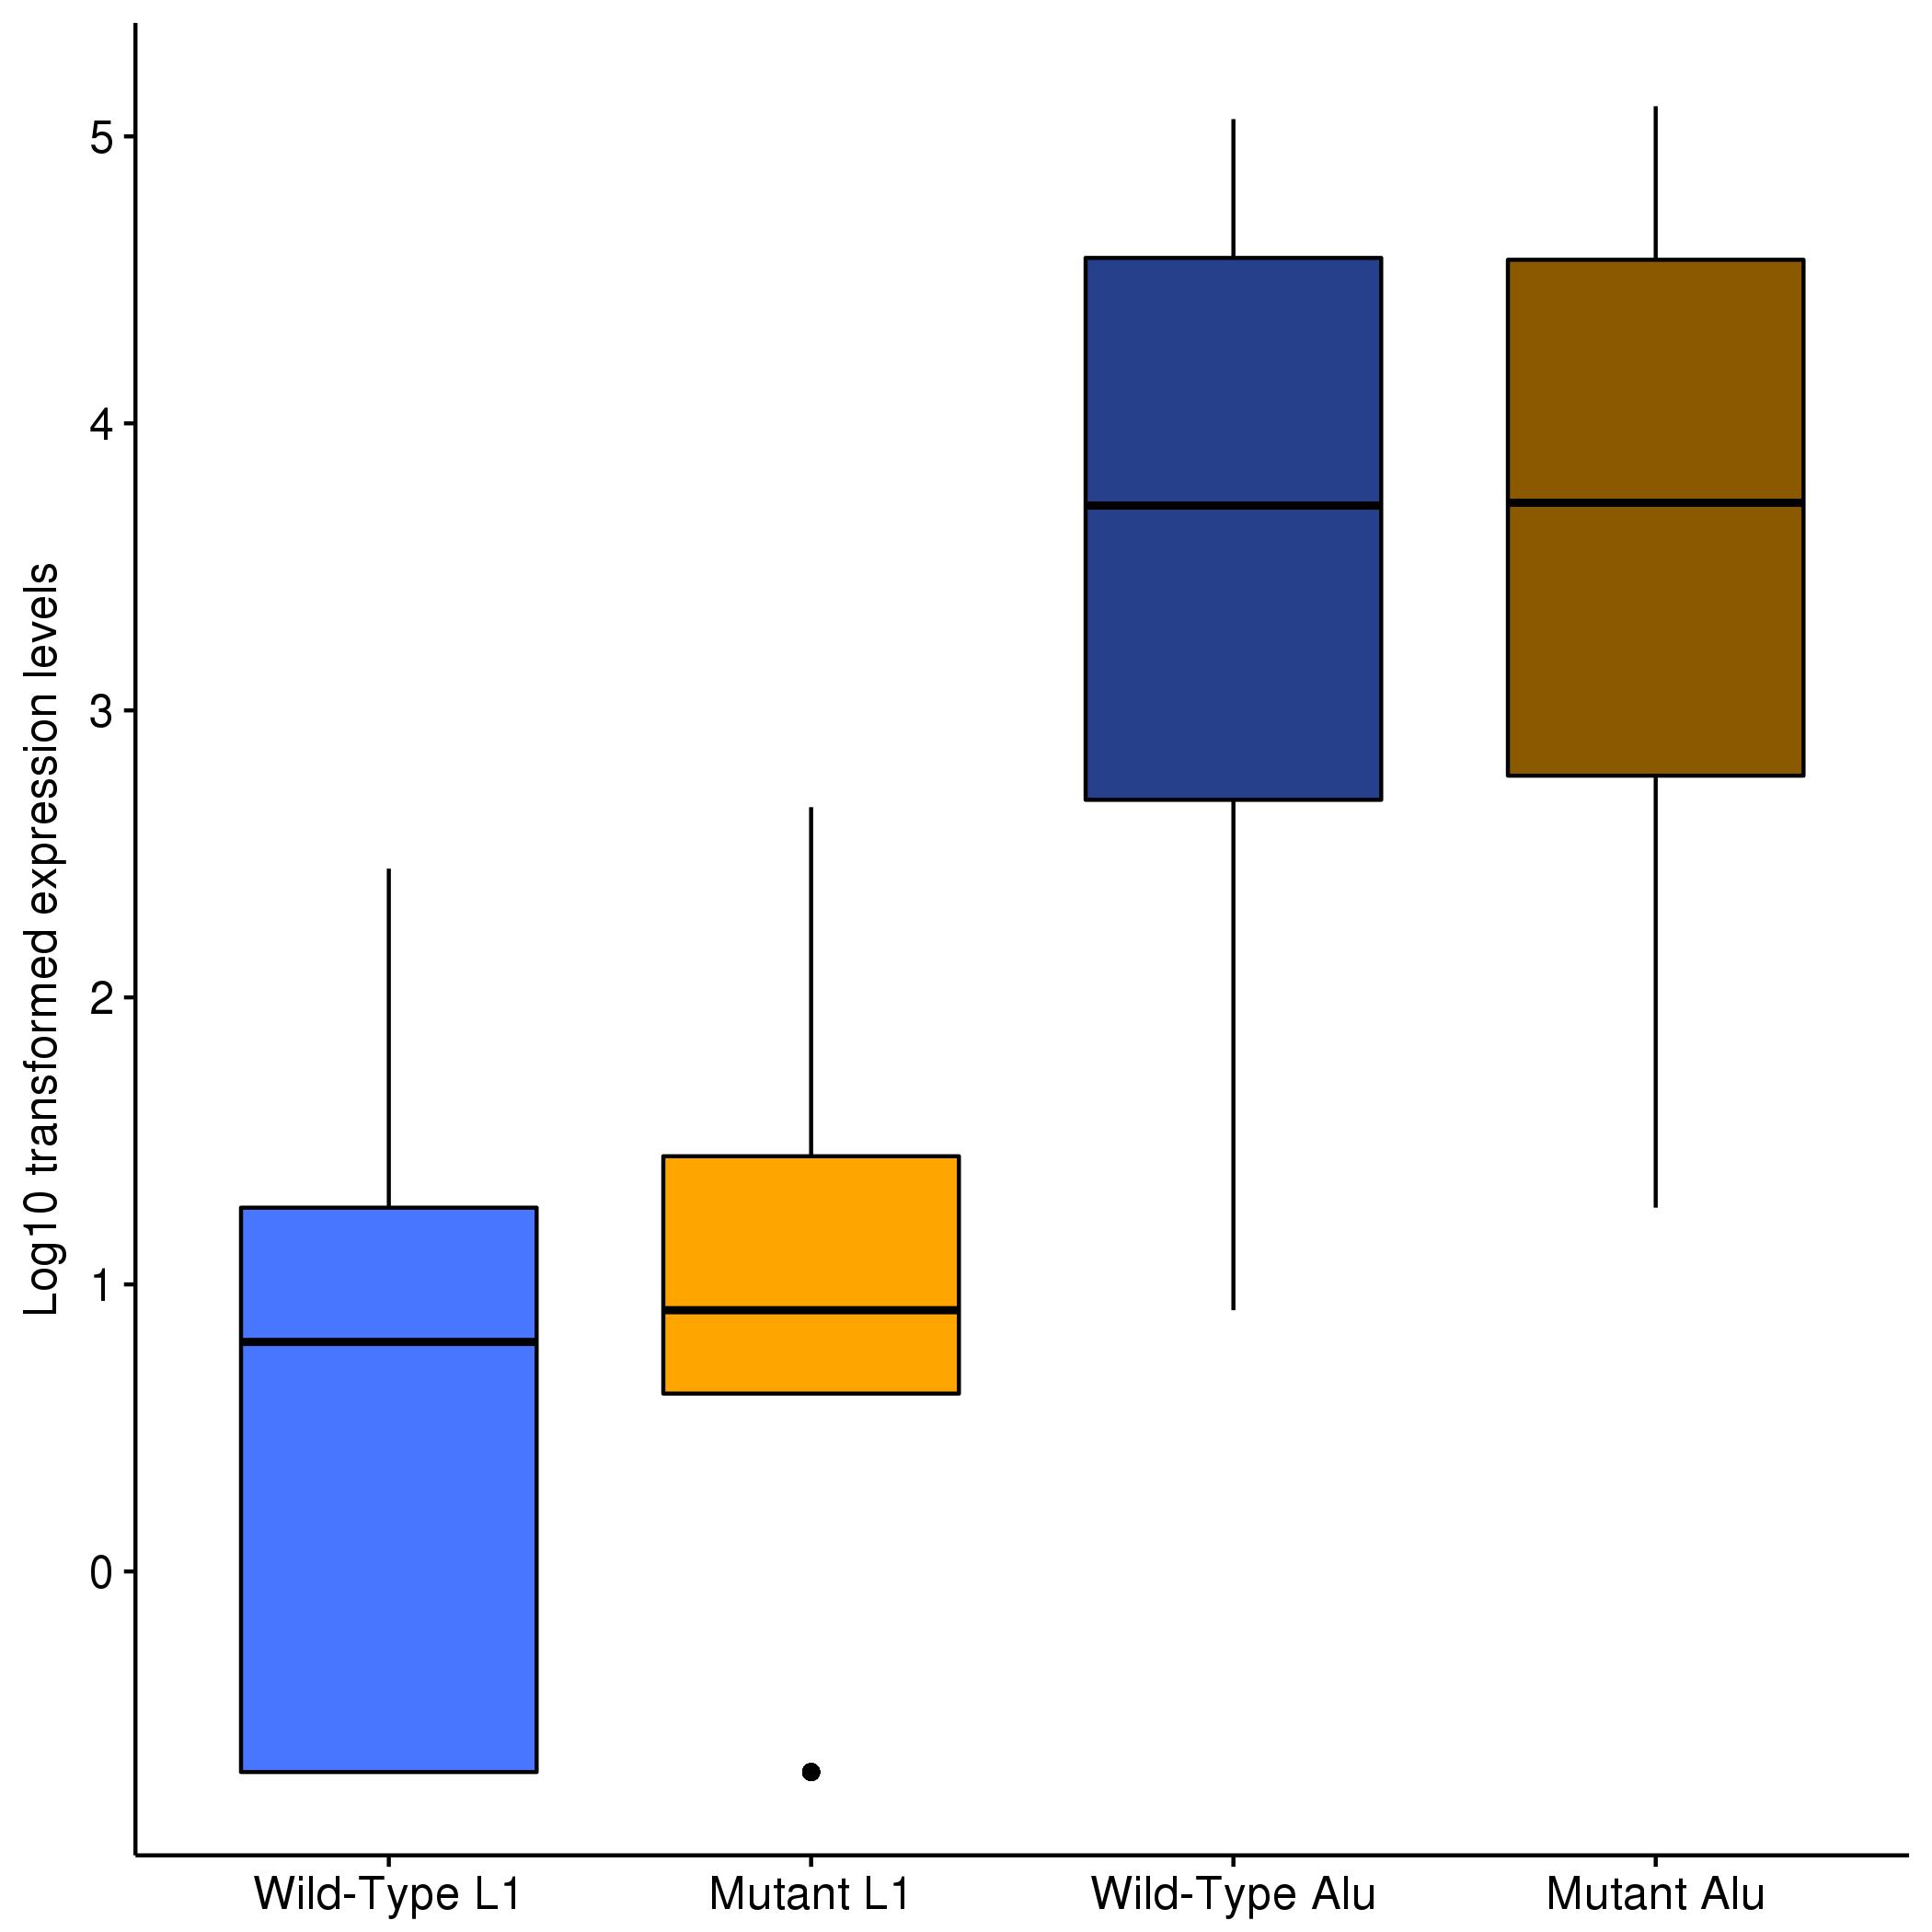 Log10 transformed expression levels
5
4
3
2
1
0
Wild-Type L1
Mutant L1
Wild-Type Alu
Mutant Alu